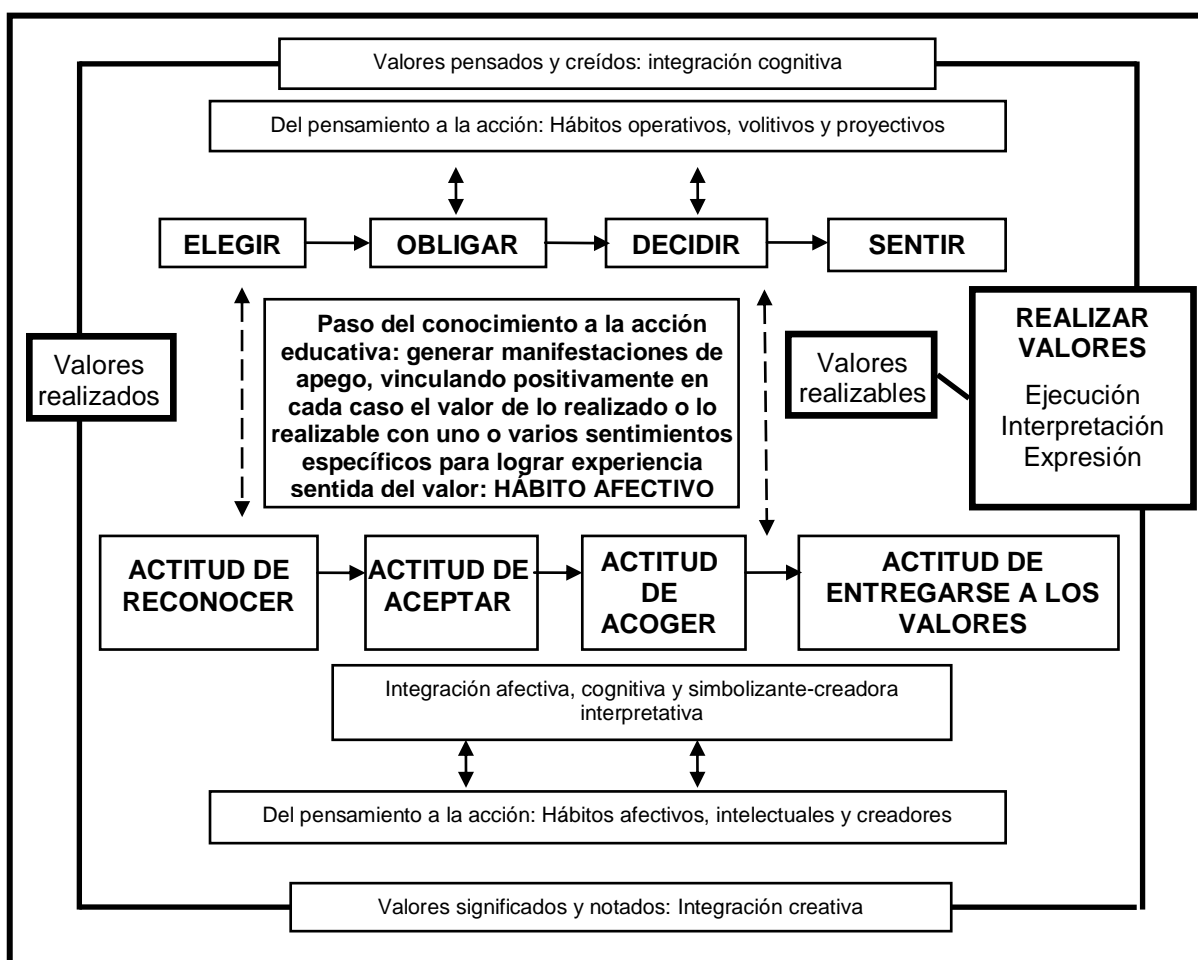 Valores pensados y creídos: integración cognitiva
Del pensamiento a la acción: Hábitos operativos, volitivos y proyectivos
ELEGIR
OBLIGAR
DECIDIR
SENTIR
Valores
realizados
Paso del conocimiento a la acción
educativa: generar manifestaciones de
apego, vinculando positivamente en
cada caso el valor de lo realizado o lo
realizable con uno o varios sentimientos
específicos para lograr experiencia
sentida del valor: HÁBITO AFECTIVO
Valores
realizables
REALIZAR
VALORES
Ejecución
Interpretación
Expresión
ACTITUD DE
RECONOCER
ACTITUD DE
ACEPTAR
ACTITUD
DE
ACOGER
ACTITUD DE
ENTREGARSE A LOS
VALORES
Integración afectiva, cognitiva y simbolizante-creadora
interpretativa
Del pensamiento a la acción: Hábitos afectivos, intelectuales y creadores
Valores significados y notados: Integración creativa